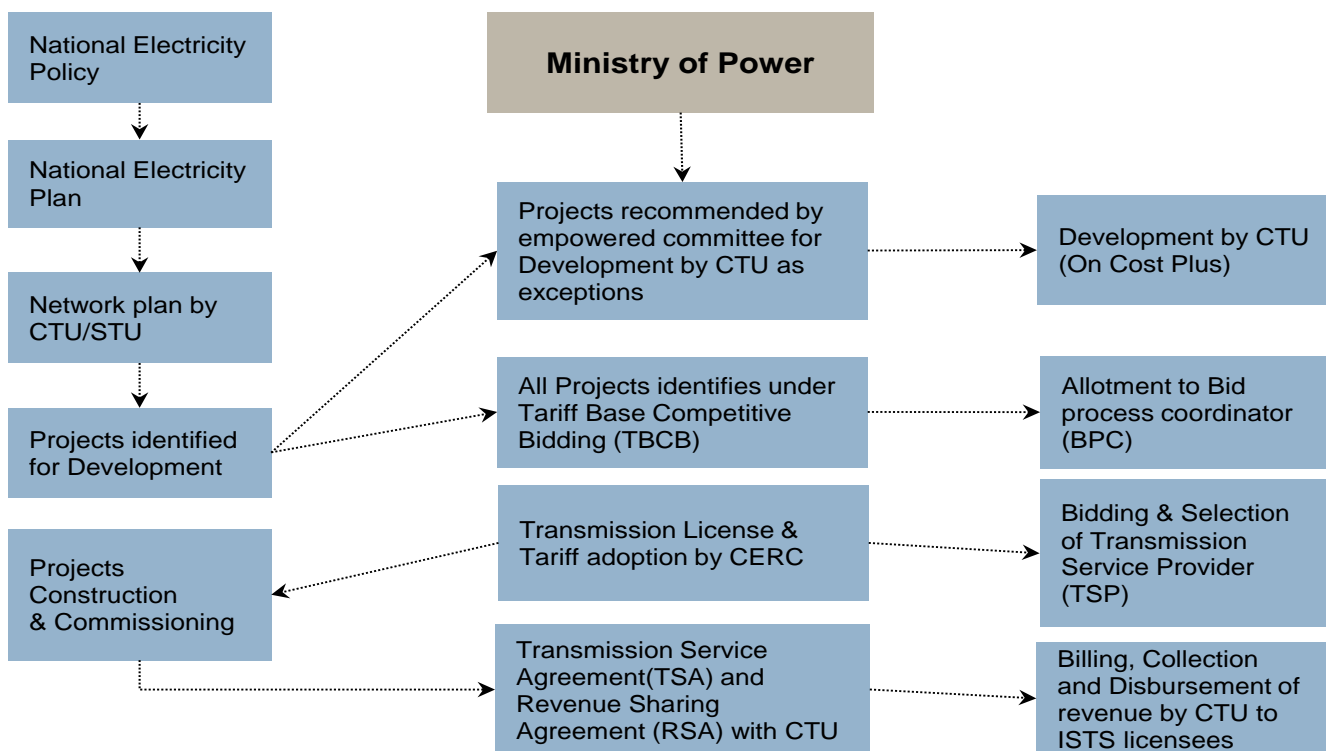 National Electricity
Policy
Ministry of Power
National Electricity
Plan
Projects recommended by
empowered committee for
Development by CTU as
exceptions
Development by CTU
(On Cost Plus)
Network plan by
CTU/STU
All Projects identifies under
Tariff Base Competitive
Bidding (TBCB)
Allotment to Bid
process coordinator
(BPC)
Projects identified
for Development
Transmission License &
Tariff adoption by CERC
Bidding & Selection
of Transmission
Service Provider
(TSP)
Projects
Construction
& Commissioning
Transmission Service
Agreement(TSA) and
Revenue Sharing
Agreement (RSA) with CTU
Billing, Collection
and Disbursement of
revenue by CTU to
ISTS licensees